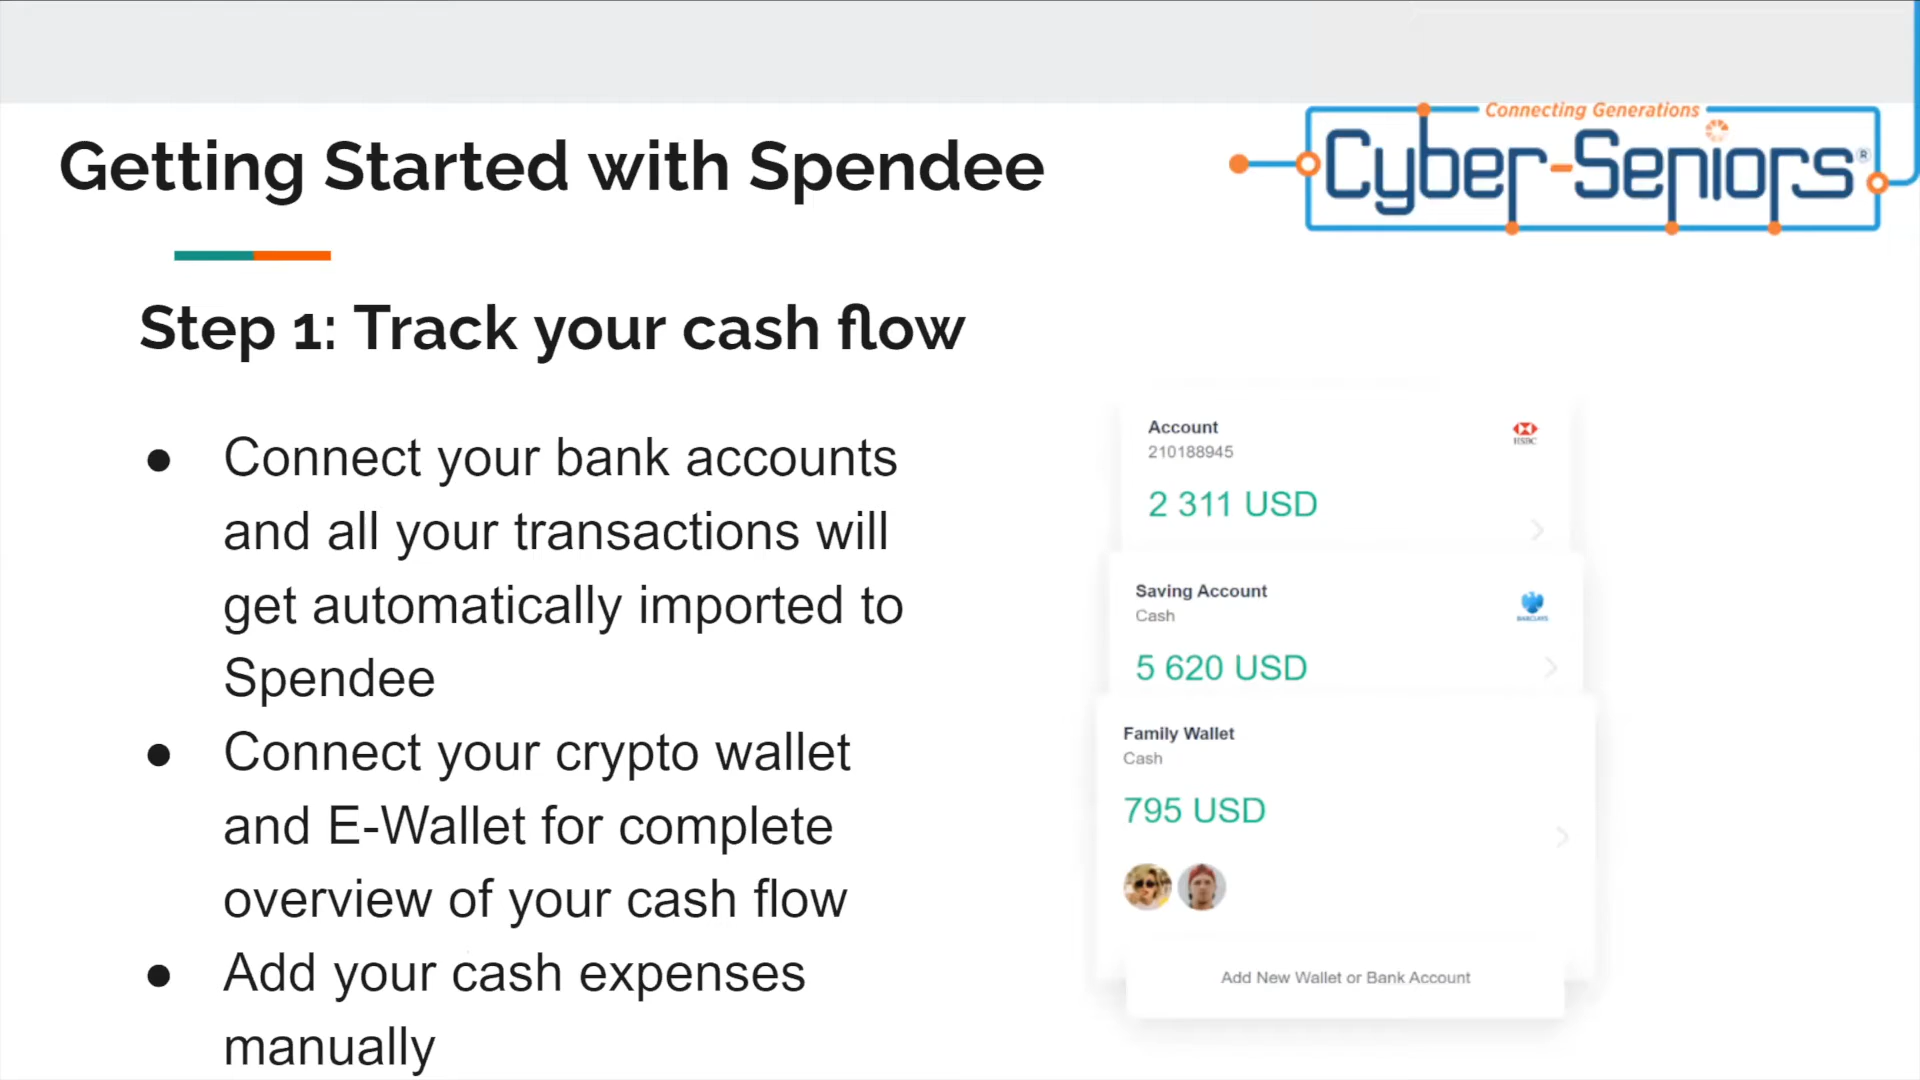 Connecting Generations
Cyber-Seniors®
Getting Started with Spendee
Step 1: Track your cash flow
● Connect your bank accounts
and all your transactions will
get automatically imported to
Spendee
● Connect your crypto wallet
and E-Wallet for complete
overview of your cash flow
● Add your cash expenses
manually
Account
210188945
HSBC
2 311 USD
Saving Account
Cash
BARCLAYS
5 620 USD
Family Wallet
Cash
795 USD
Add New Wallet or Bank Account